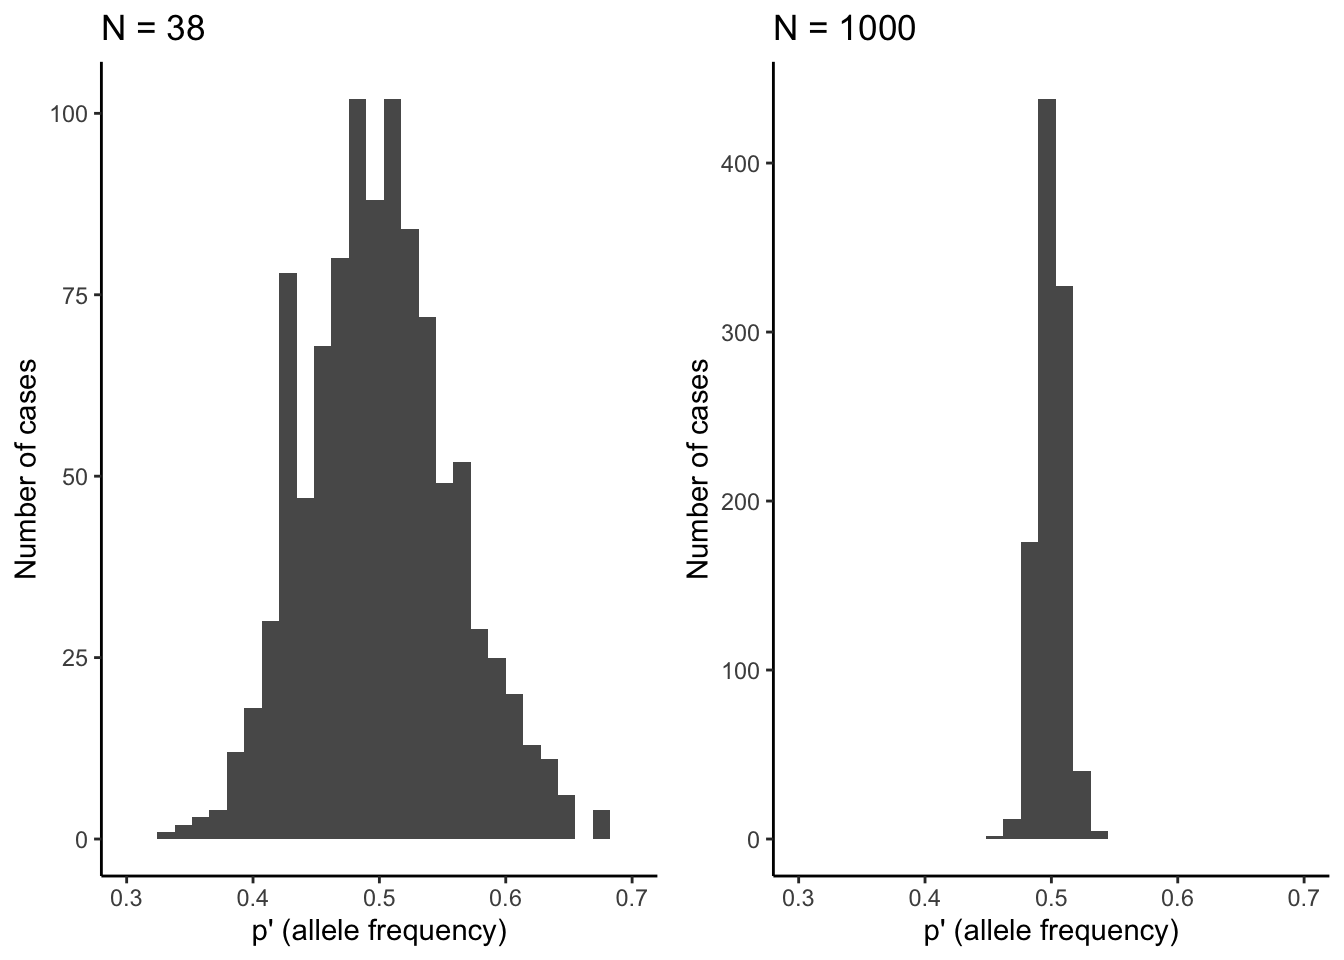 N = 38
100
75
50
25
0
Number of cases
0.3 0.4 0.5 0.6 0.7
p' (allele frequency)
N = 1000
400
300
200
100
0
Number of cases
0.3 0.4 0.5 0.6 0.7
p' (allele frequency)